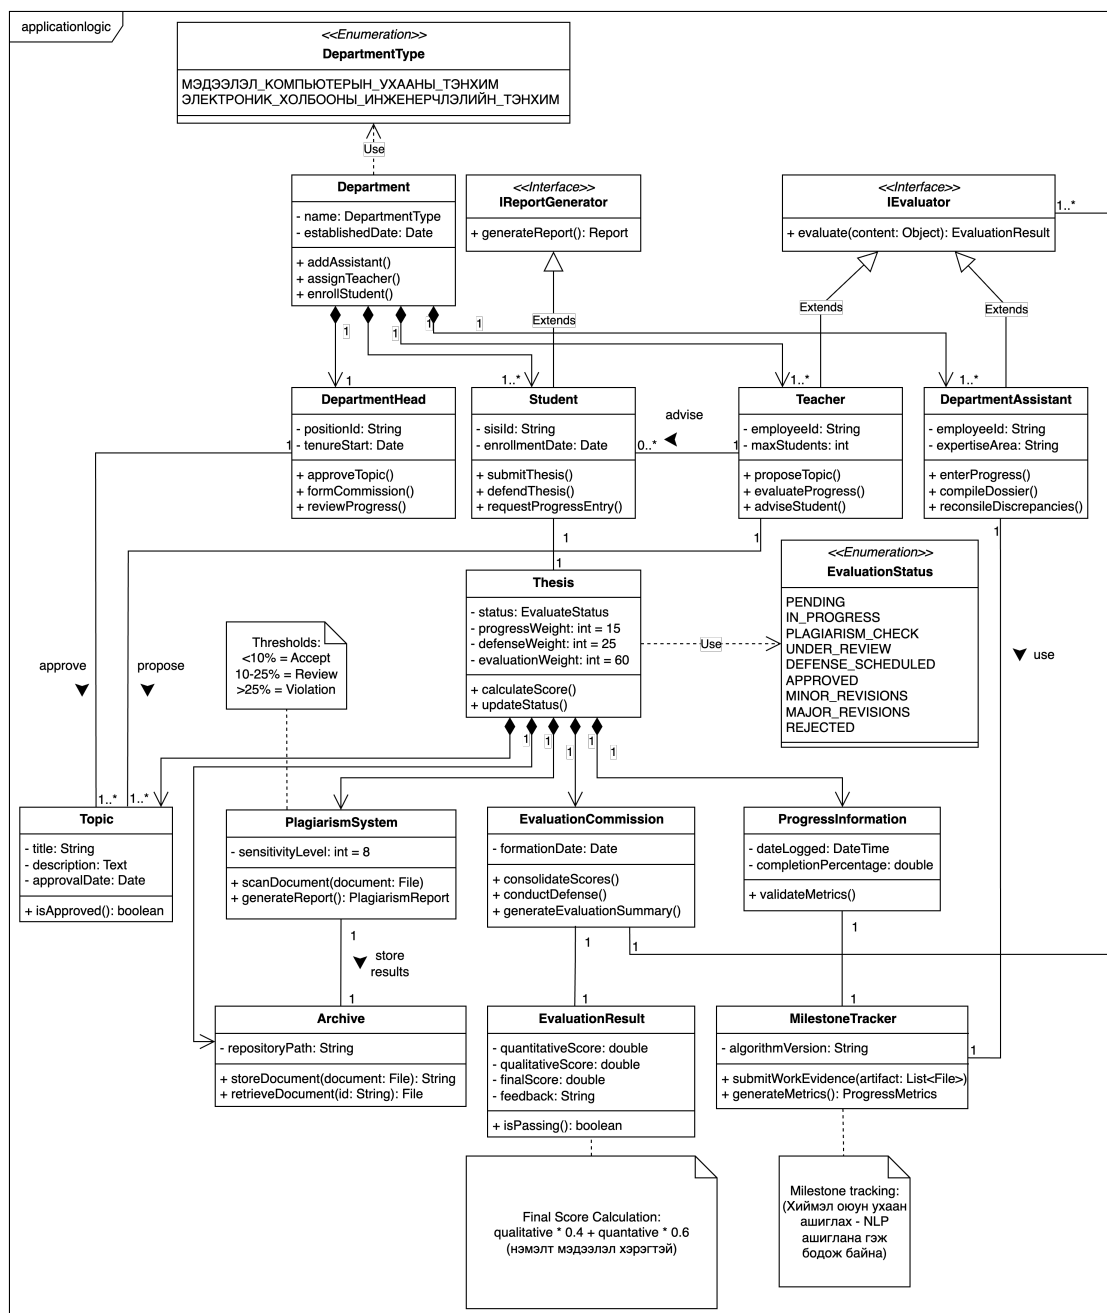 applicationlogic
<<Enumeration>>
DepartmentType
МЭДЭЭЛЭЛ_КОМПЬЮТЕРЫН_УХААНЫ_ТЭНХИМ
ЭЛЕКТРОНИК_ХОЛБООНЫ_ИНЖЕНЕРЧЛЭЛИЙН_ТЭНХИМ
Use
Department
- name: DepartmentType
- establishedDate: Date
+ addAssistant()
+ assignTeacher()
+ enrollStudent()
<<Interface>>
IReportGenerator
+ generateReport(): Report
<<Interface>>
IEvaluator
+ evaluate(content: Object): EvaluationResult
1..*
Extends
Extends
Extends
1
1
1
1
1
1..*
1..*
1..*
DepartmentHead
- positionId: String
- tenureStart: Date
+ approveTopic()
+ formCommission()
+ reviewProgress()
1
Student
- sisiId: String
- enrollmentDate: Date
+ submitThesis()
+ defendThesis()
+ requestProgressEntry()
advise
0..*
1
Teacher
- employeeId: String
- maxStudents: int
+ proposeTopic()
+ evaluateProgress()
+ adviseStudent()
DepartmentAssistant
- employeeId: String
- expertiseArea: String
+ enterProgress()
+ compileDossier()
+ reconsileDiscrepancies()
1
1
1
1
Thesis
- status: EvaluateStatus
- progressWeight: int = 15
- defenseWeight: int = 25
- evaluationWeight: int = 60
+ calculateScore()
+ updateStatus()
Use
<<Enumeration>>
EvaluationStatus
PENDING
IN_PROGRESS
PLAGIARISM_CHECK
UNDER_REVIEW
DEFENSE_SCHEDULED
APPROVED
MINOR_REVISIONS
MAJOR_REVISIONS
REJECTED
use
Thresholds:
<10% = Accept
10-25% = Review
>25% = Violation
approve
propose
1
1
1
1
1
1..*
1..*
Topic
- title: String
- description: Text
- approvalDate: Date
+ isApproved(): boolean
PlagiarismSystem
- sensitivityLevel: int = 8
+ scanDocument(document: File)
+ generateReport(): PlagiarismReport
EvaluationCommission
- formationDate: Date
+ consolidateScores()
+ conductDefense()
+ generateEvaluationSummary()
ProgressInformation
- dateLogged: DateTime
- completionPercentage: double
+ validateMetrics()
1
store
results
1
1
1
1
1
1
1
Archive
- repositoryPath: String
+ storeDocument(document: File): String
+ retrieveDocument(id: String): File
EvaluationResult
- quantitativeScore: double
- qualitativeScore: double
- finalScore: double
- feedback: String
+ isPassing(): boolean
MilestoneTracker
- algorithmVersion: String
+ submitWorkEvidence(artifact: List<File>)
+ generateMetrics(): ProgressMetrics
1
Final Score Calculation:
qualitative * 0.4 + quantative * 0.6
(нэмэлт мэдээлэл хэрэгтэй)
Milestone tracking:
(Хиймэл оюун ухаан
ашиглах - NLP
ашиглана гэж
бодож байна)